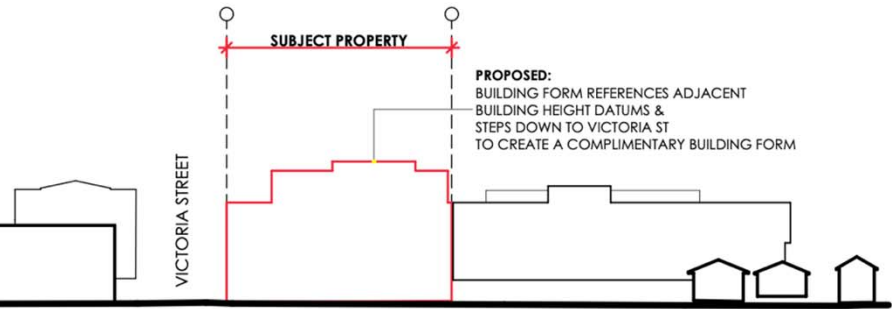 SUBJECT PROPERTY
PROPOSED:
BUILDING FORM REFERENCES ADJACENT
BUILDING HEIGHT DATUMS &
STEPS DOWN TO VICTORIA ST
TO CREATE A COMPLIMENTARY BUILDING FORM
VICTORIA STREET